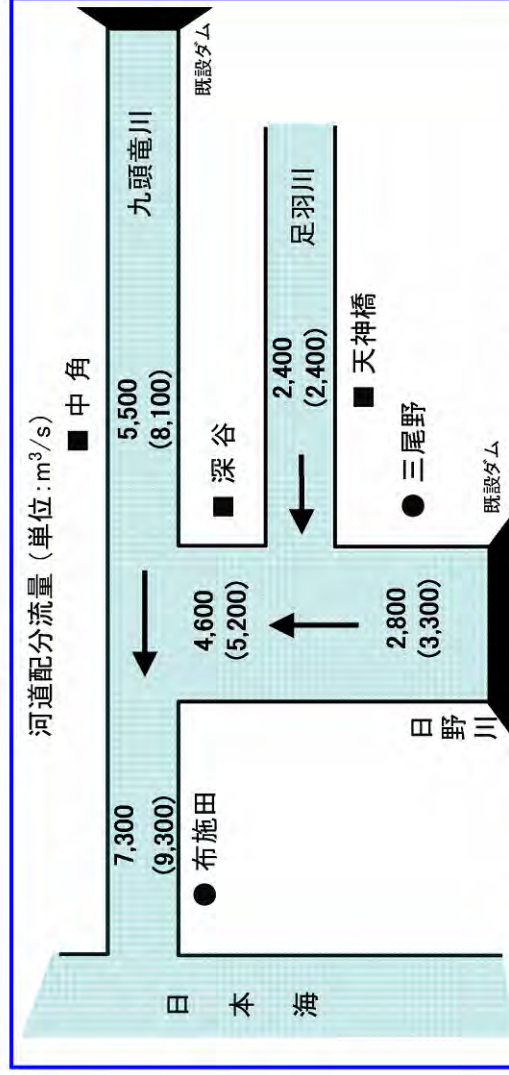 河道配分流量（単位：m³/s）
■ 中 角
既設ダム
九頭竜川
5,500
(8,100)
7,300
(9,300)
● 布施田
■ 深 谷
4,600
(5,200)
足羽川
2,400
(2,400)
■ 天神橋
● 三尾野
2,800
(3,300)
日野川
既設ダム
日 本 海